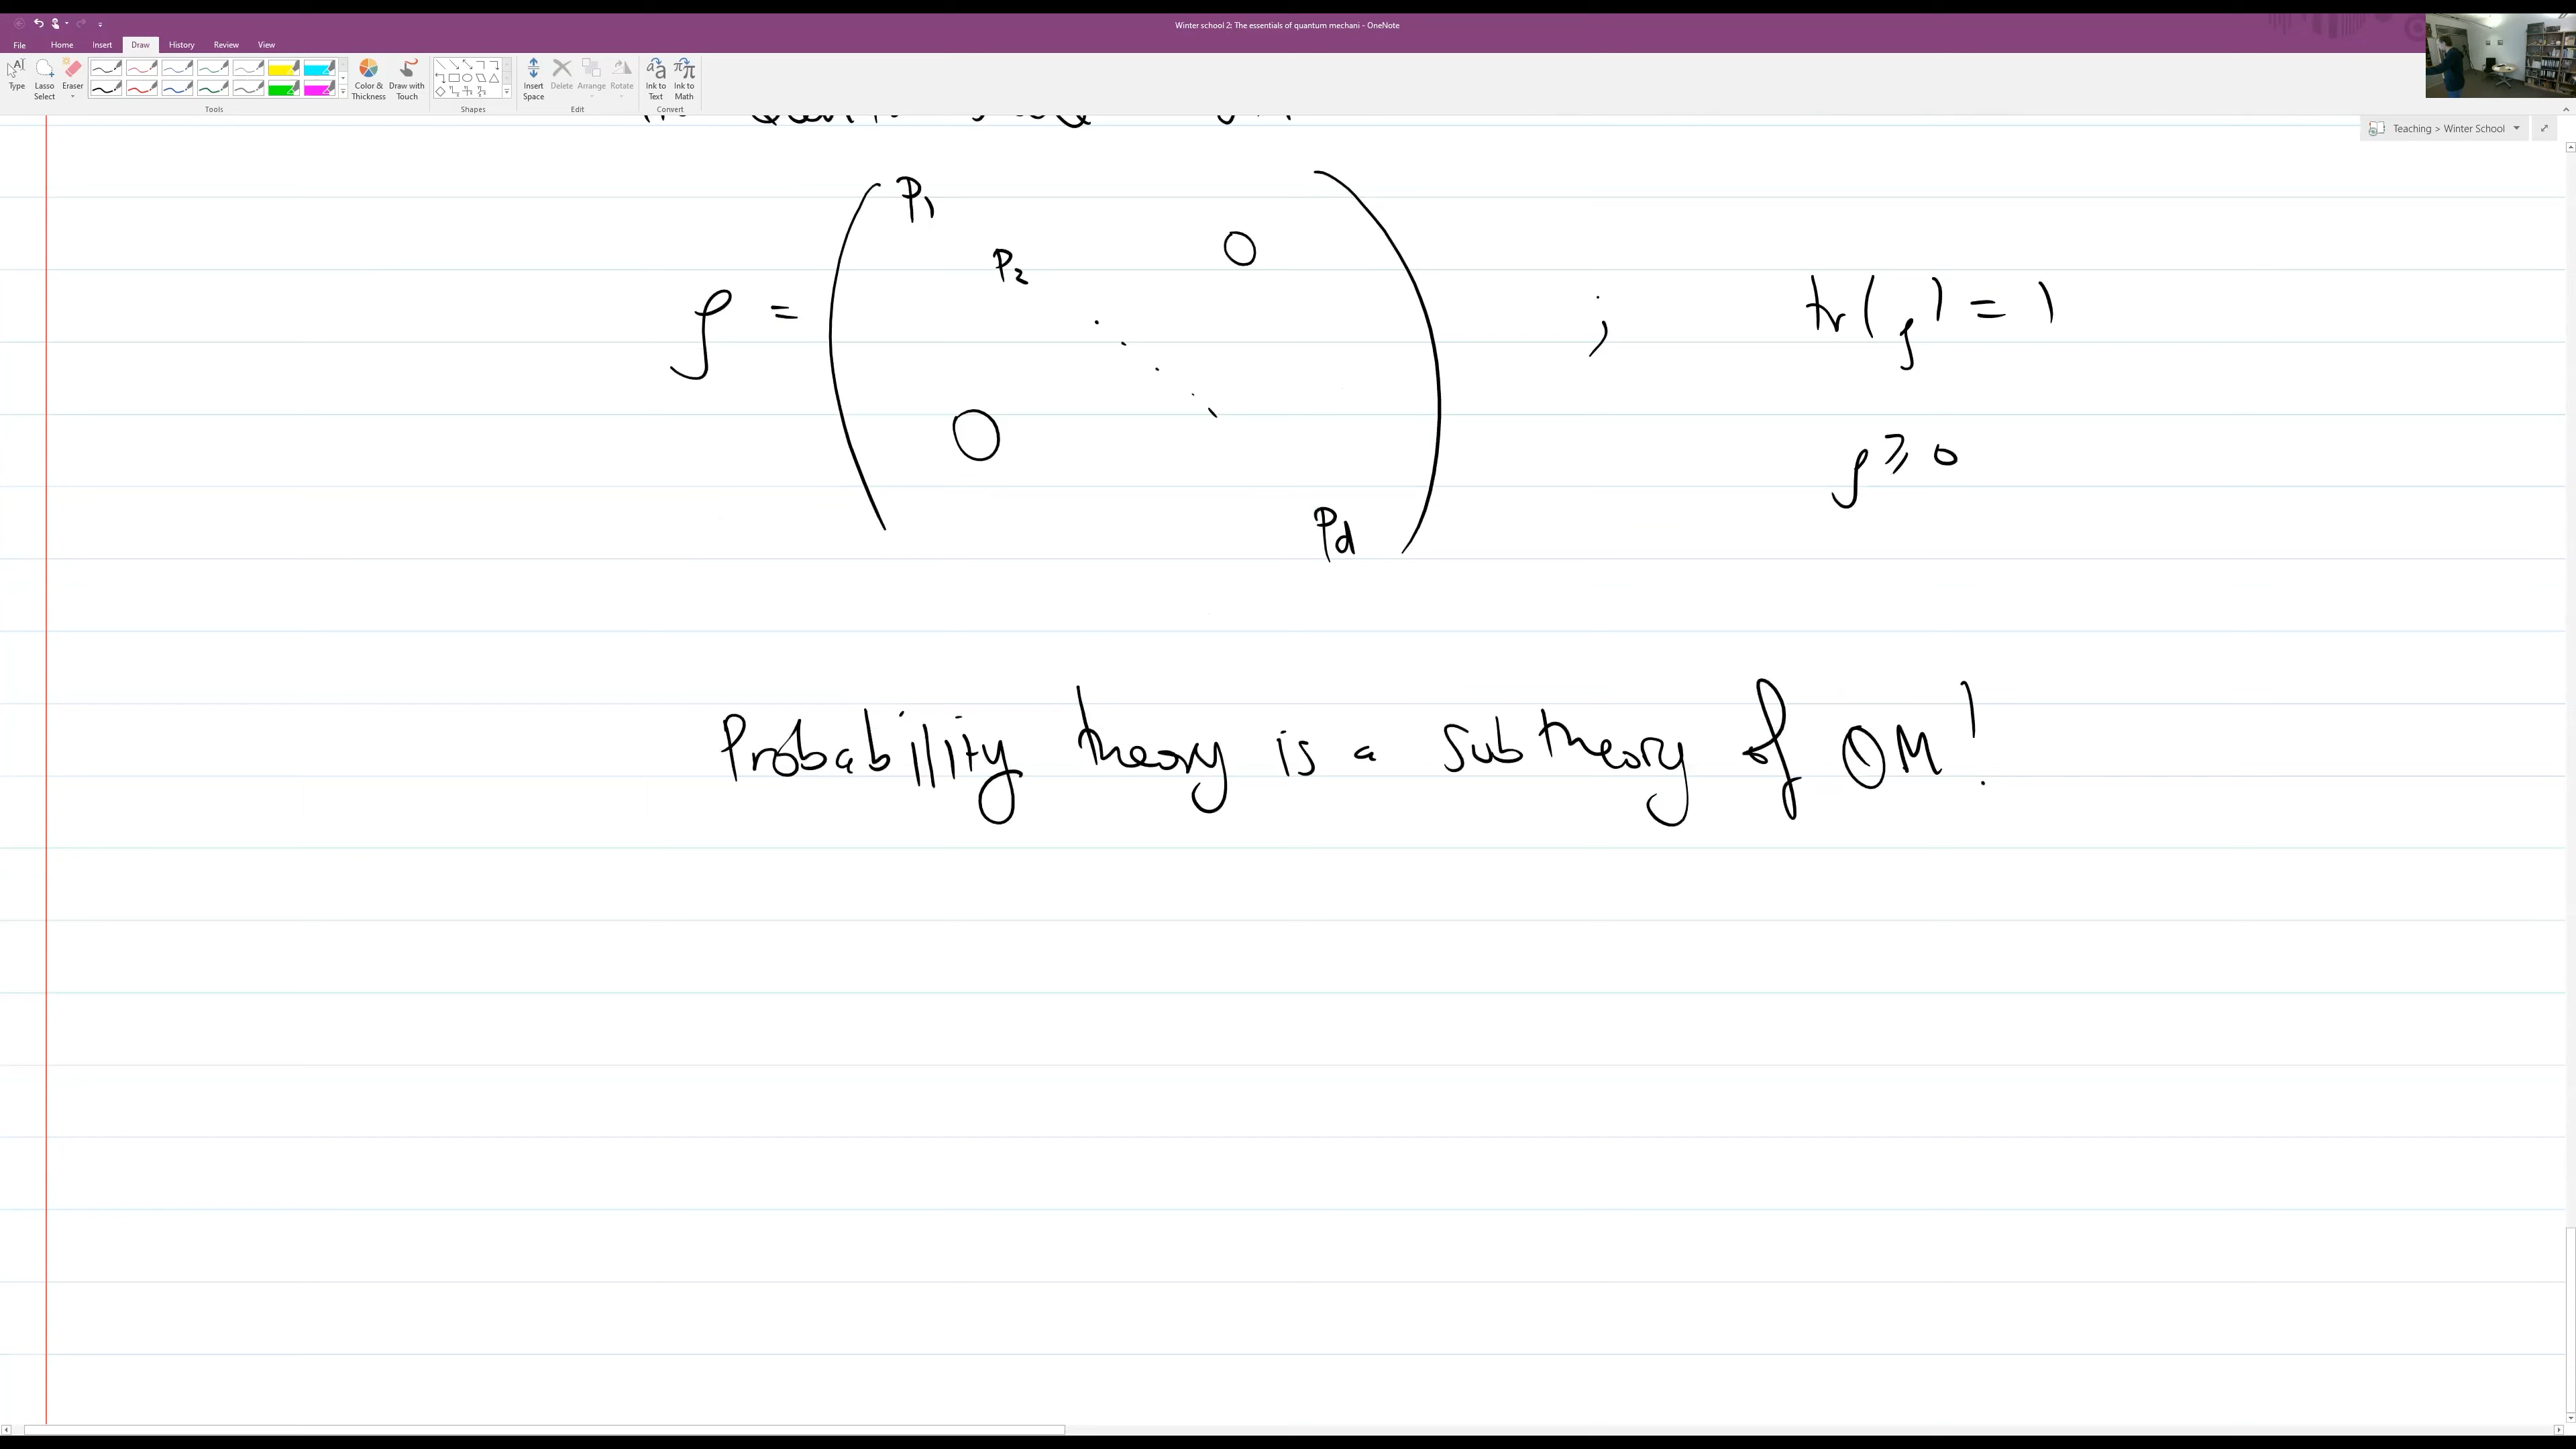 Winter school 2: The essentials of quantum mechani - OneNote
File Home Insert Draw History Review View
Type
Lasso Select
Eraser
Color & Thickness
Draw with Touch
Insert Space
Delete
Arrange
Rotate
Ink to Text
Ink to Math
Tools Shapes Edit Convert
Teaching > Winter School
P₁
P₂ 0
ρ = ; tr(ρ) = 1
0 ρ ⩾ 0
Pd
Probabillity theory is a subtheory of QM!